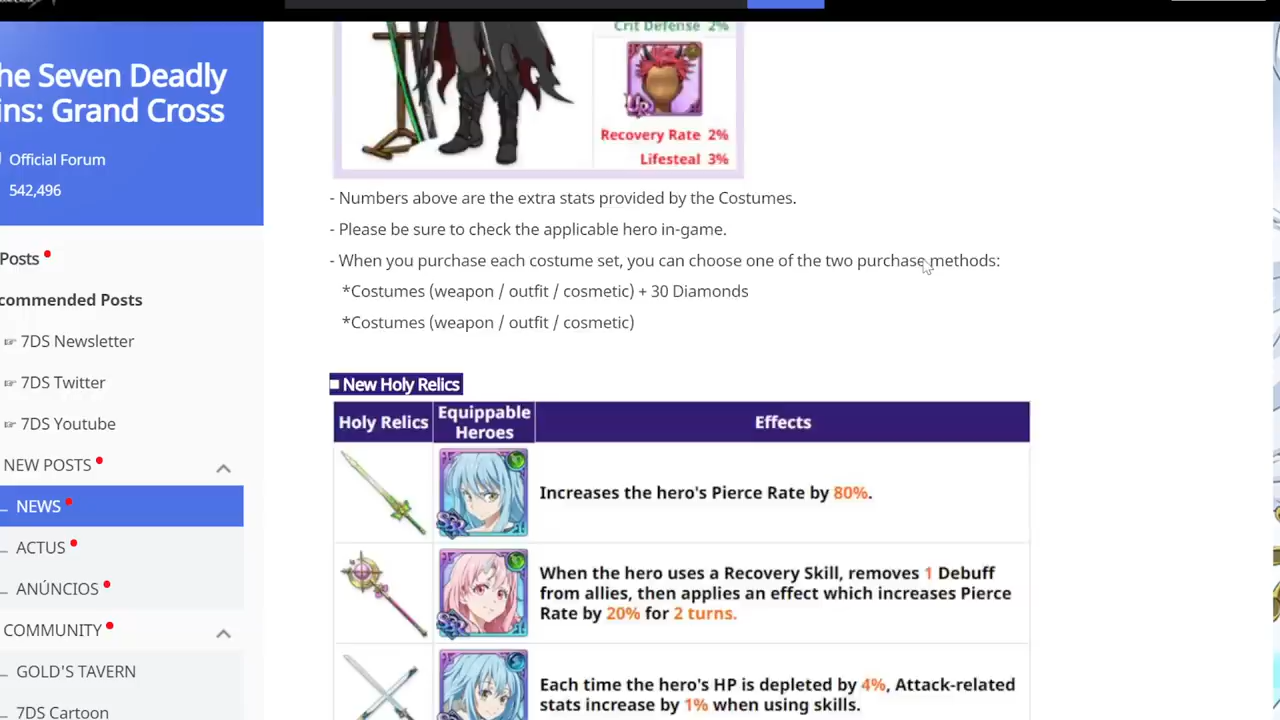 Crit Defense 2%
UR
Recovery Rate 2%
Lifesteal 3%
he Seven Deadly
ins: Grand Cross
Official Forum
542,496
Posts
commended Posts
☞ 7DS Newsletter
☞ 7DS Twitter
☞ 7DS Youtube
NEW POSTS
NEWS
ACTUS
ANÚNCIOS
COMMUNITY
GOLD'S TAVERN
7DS Cartoon
- Numbers above are the extra stats provided by the Costumes.
- Please be sure to check the applicable hero in-game.
- When you purchase each costume set, you can choose one of the two purchase methods:
*Costumes (weapon / outfit / cosmetic) + 30 Diamonds
*Costumes (weapon / outfit / cosmetic)
■ New Holy Relics
Holy Relics Equippable Heroes Effects
Increases the hero's Pierce Rate by 80%.
When the hero uses a Recovery Skill, removes 1 Debuff
from allies, then applies an effect which increases Pierce
Rate by 20% for 2 turns.
Each time the hero's HP is depleted by 4%, Attack-related
stats increase by 1% when using skills.